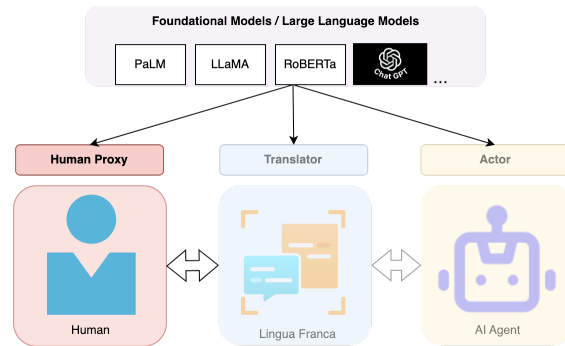 Foundational Models / Large Language Models
PaLM
LLaMA
RoBERTa
Chat GPT
...
Human Proxy
Translator
Actor
Human
Lingua Franca
AI Agent